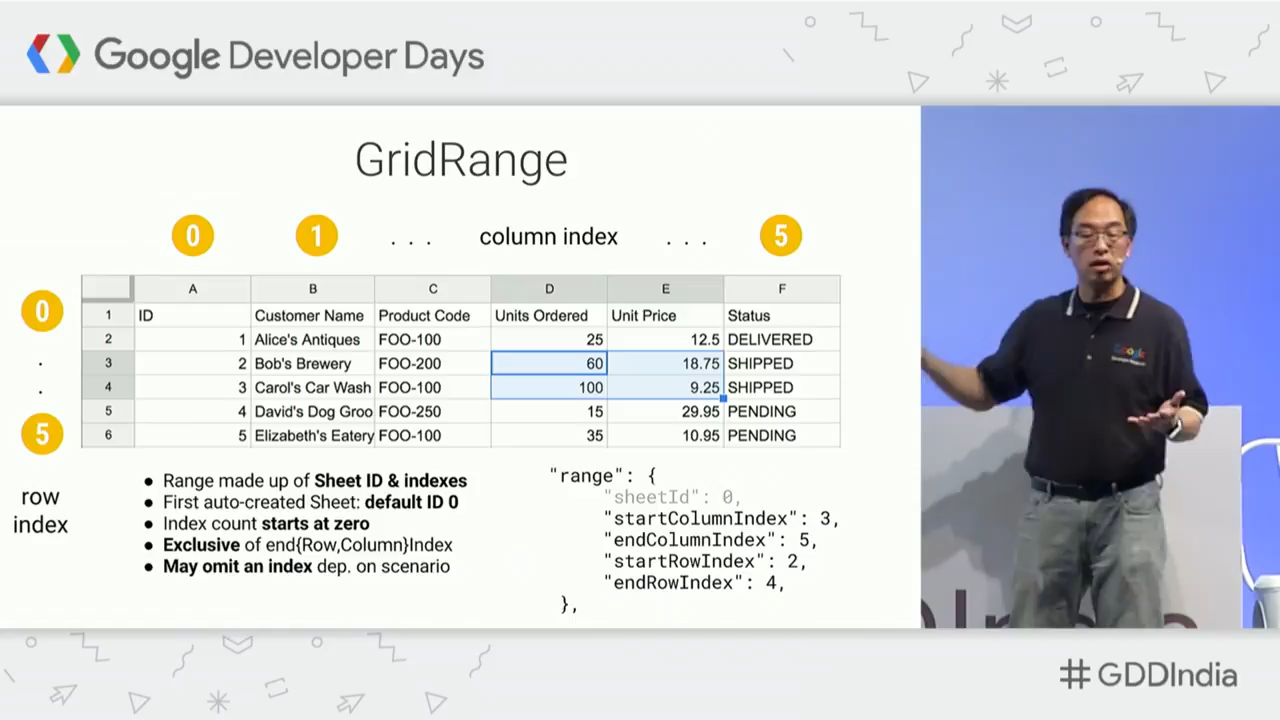 Google Developer Days
GridRange
0 1 . . . column index . . . 5
A B C D E F
0
1 ID Customer Name Product Code Units Ordered Unit Price Status
2 1 Alice's Antiques FOO-100 25 12.5 DELIVERED
3 2 Bob's Brewery FOO-200 60 18.75 SHIPPED
4 3 Carol's Car Wash FOO-100 100 9.25 SHIPPED
5 4 David's Dog Groo FOO-250 15 29.95 PENDING
6 5 Elizabeth's Eatery FOO-100 35 10.95 PENDING
.
.
5
row
index
● Range made up of Sheet ID & indexes
● First auto-created Sheet: default ID 0
● Index count starts at zero
● Exclusive of end{Row,Column}Index
● May omit an index dep. on scenario
"range": {
"sheetId": 0,
"startColumnIndex": 3,
"endColumnIndex": 5,
"startRowIndex": 2,
"endRowIndex": 4,
},
Google
#GDDIndia